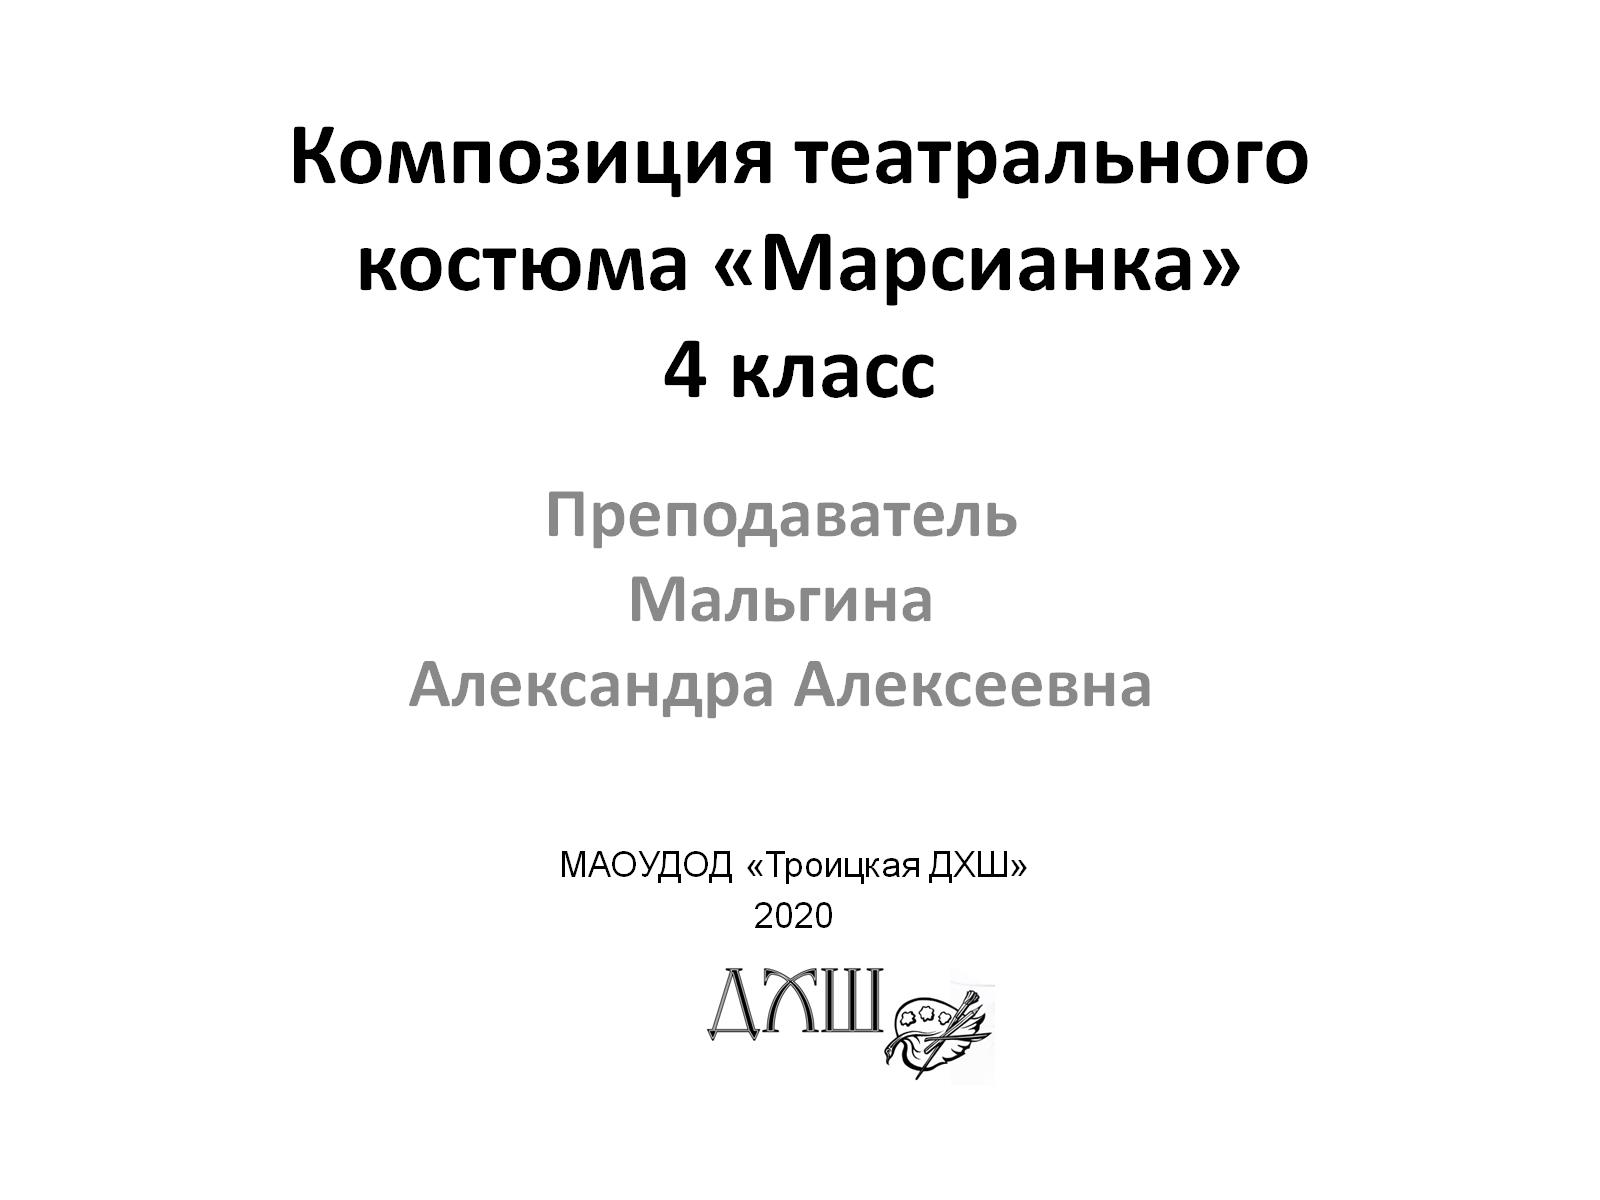 Композиция театрального
костюма «Марсианка»
4 класс
Преподаватель
Мальгина
Александра Алексеевна
МАОУДОД «Троицкая ДХШ»
2020
ДХШ